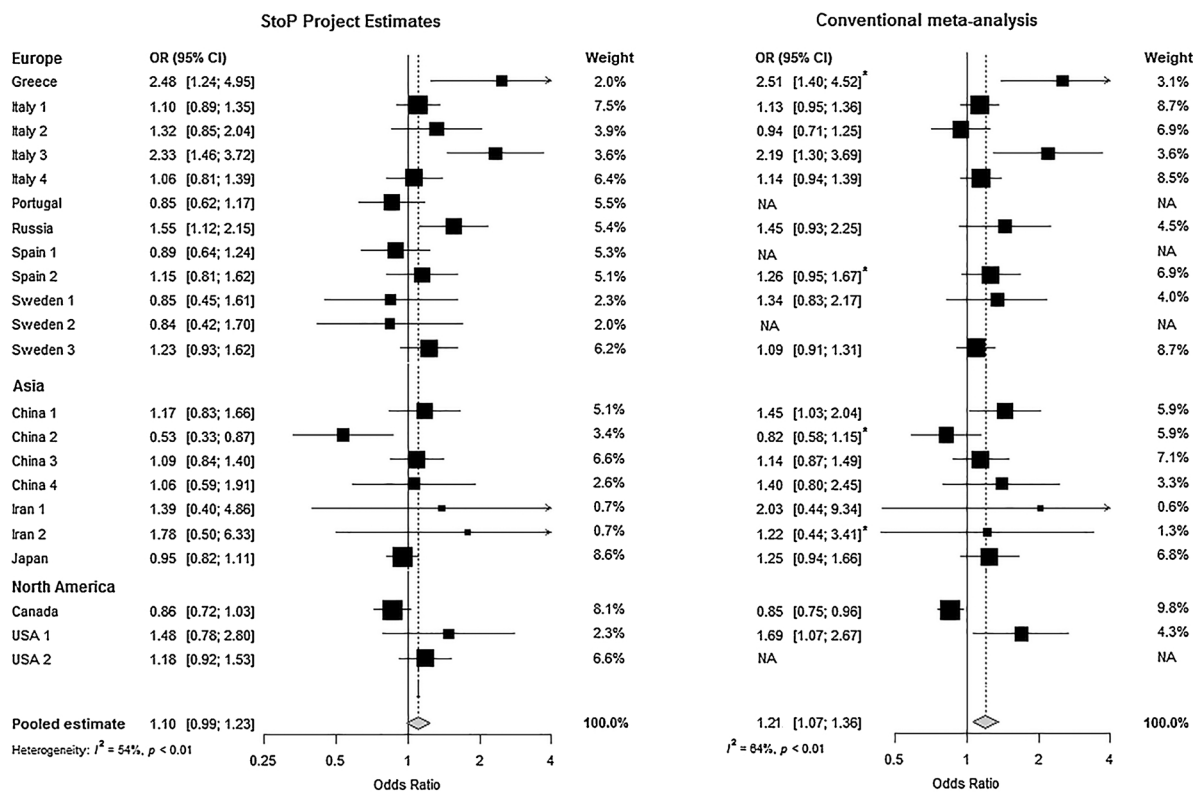 StoP Project Estimates Conventional meta-analysis
Europe OR (95% CI) Weight OR (95% CI) Weight
Greece 2.48 [1.24; 4.95] 2.0% 2.51 [1.40; 4.52]* 3.1%
Italy 1 1.10 [0.89; 1.35] 7.5% 1.13 [0.95; 1.36] 8.7%
Italy 2 1.32 [0.85; 2.04] 3.9% 0.94 [0.71; 1.25] 6.9%
Italy 3 2.33 [1.46; 3.72] 3.6% 2.19 [1.30; 3.69] 3.6%
Italy 4 1.06 [0.81; 1.39] 6.4% 1.14 [0.94; 1.39] 8.5%
Portugal 0.85 [0.62; 1.17] 5.5% NA NA
Russia 1.55 [1.12; 2.15] 5.4% 1.45 [0.93; 2.25] 4.5%
Spain 1 0.89 [0.64; 1.24] 5.3% NA NA
Spain 2 1.15 [0.81; 1.62] 5.1% 1.26 [0.95; 1.67]* 6.9%
Sweden 1 0.85 [0.45; 1.61] 2.3% 1.34 [0.83; 2.17] 4.0%
Sweden 2 0.84 [0.42; 1.70] 2.0% NA NA
Sweden 3 1.23 [0.93; 1.62] 6.2% 1.09 [0.91; 1.31] 8.7%
Asia
China 1 1.17 [0.83; 1.66] 5.1% 1.45 [1.03; 2.04] 5.9%
China 2 0.53 [0.33; 0.87] 3.4% 0.82 [0.58; 1.15]* 5.9%
China 3 1.09 [0.84; 1.40] 6.6% 1.14 [0.87; 1.49] 7.1%
China 4 1.06 [0.59; 1.91] 2.6% 1.40 [0.80; 2.45] 3.3%
Iran 1 1.39 [0.40; 4.86] 0.7% 2.03 [0.44; 9.34] 0.6%
Iran 2 1.78 [0.50; 6.33] 0.7% 1.22 [0.44; 3.41]* 1.3%
Japan 0.95 [0.82; 1.11] 8.6% 1.25 [0.94; 1.66] 6.8%
North America
Canada 0.86 [0.72; 1.03] 8.1% 0.85 [0.75; 0.96] 9.8%
USA 1 1.48 [0.78; 2.80] 2.3% 1.69 [1.07; 2.67] 4.3%
USA 2 1.18 [0.92; 1.53] 6.6% NA NA
Pooled estimate 1.10 [0.99; 1.23] 100.0% 1.21 [1.07; 1.36] 100.0%
Heterogeneity: I² = 54%, p < 0.01 I² = 64%, p < 0.01
0.25 0.5 1 2 4 0.5 1 2 4
Odds Ratio Odds Ratio